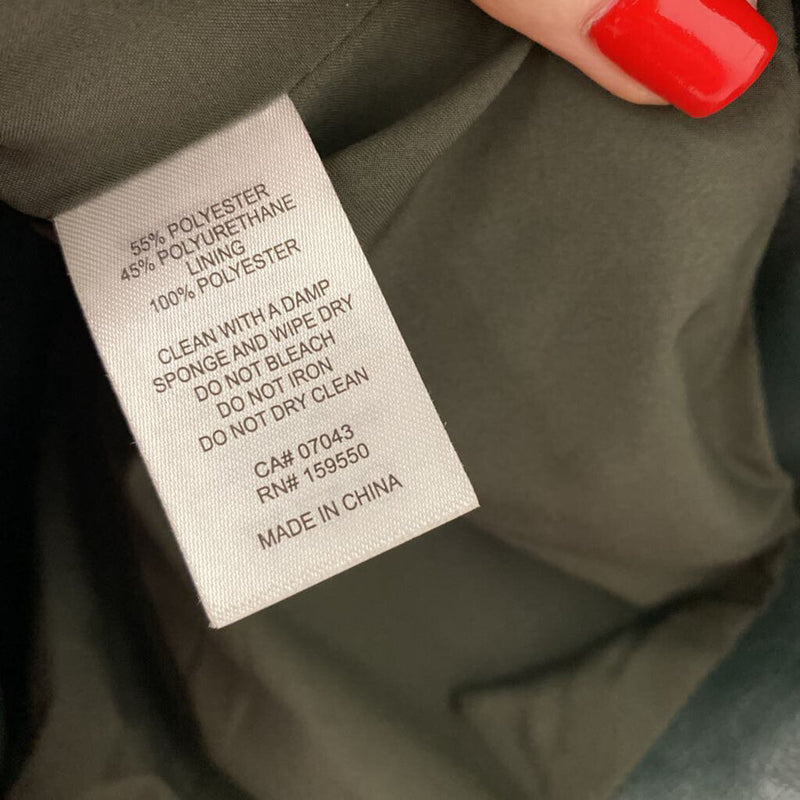 55% POLYESTER
45% POLYURETHANE
LINING
100% POLYESTER
CLEAN WITH A DAMP
SPONGE AND WIPE DRY
DO NOT BLEACH
DO NOT IRON
DO NOT DRY CLEAN
CA# 07043
RN# 159550
MADE IN CHINA